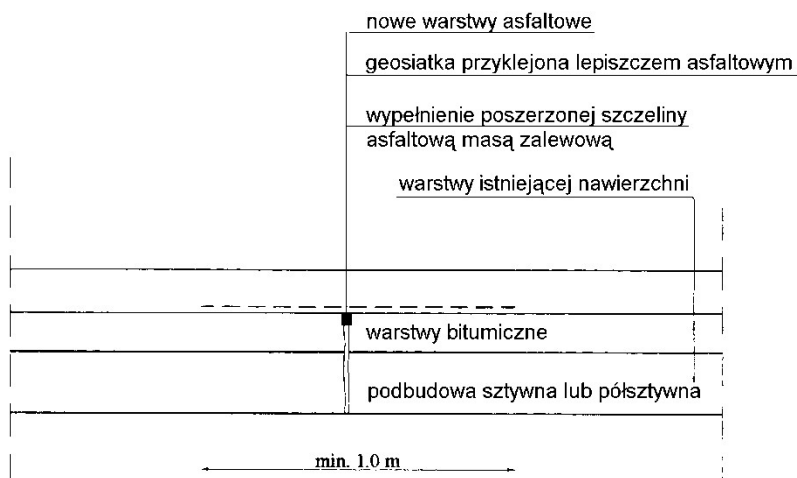 nowe warstwy asfaltowe
geosiatka przyklejona lepiszczem asfaltowym
wypełnienie poszerzonej szczeliny
asfaltową masą zalewową
warstwy istniejącej nawierzchni
warstwy bitumiczne
podbudowa sztywna lub półsztywna
min. 1.0 m